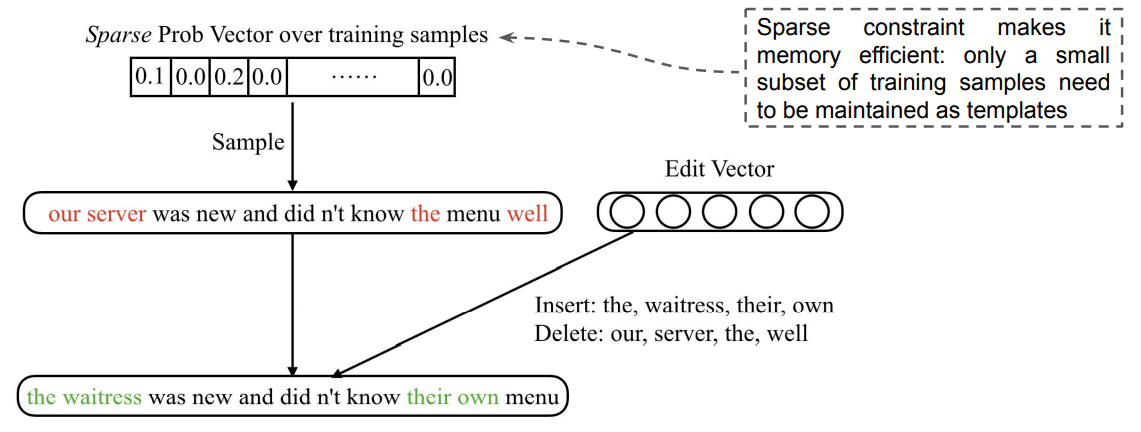 Sparse Prob Vector over training samples
0.1 0.0 0.2 0.0 ...... 0.0
Sparse constraint makes it
memory efficient: only a small
subset of training samples need
to be maintained as templates
Sample
Edit Vector
our server was new and did n't know the menu well
Insert: the, waitress, their, own
Delete: our, server, the, well
the waitress was new and did n't know their own menu